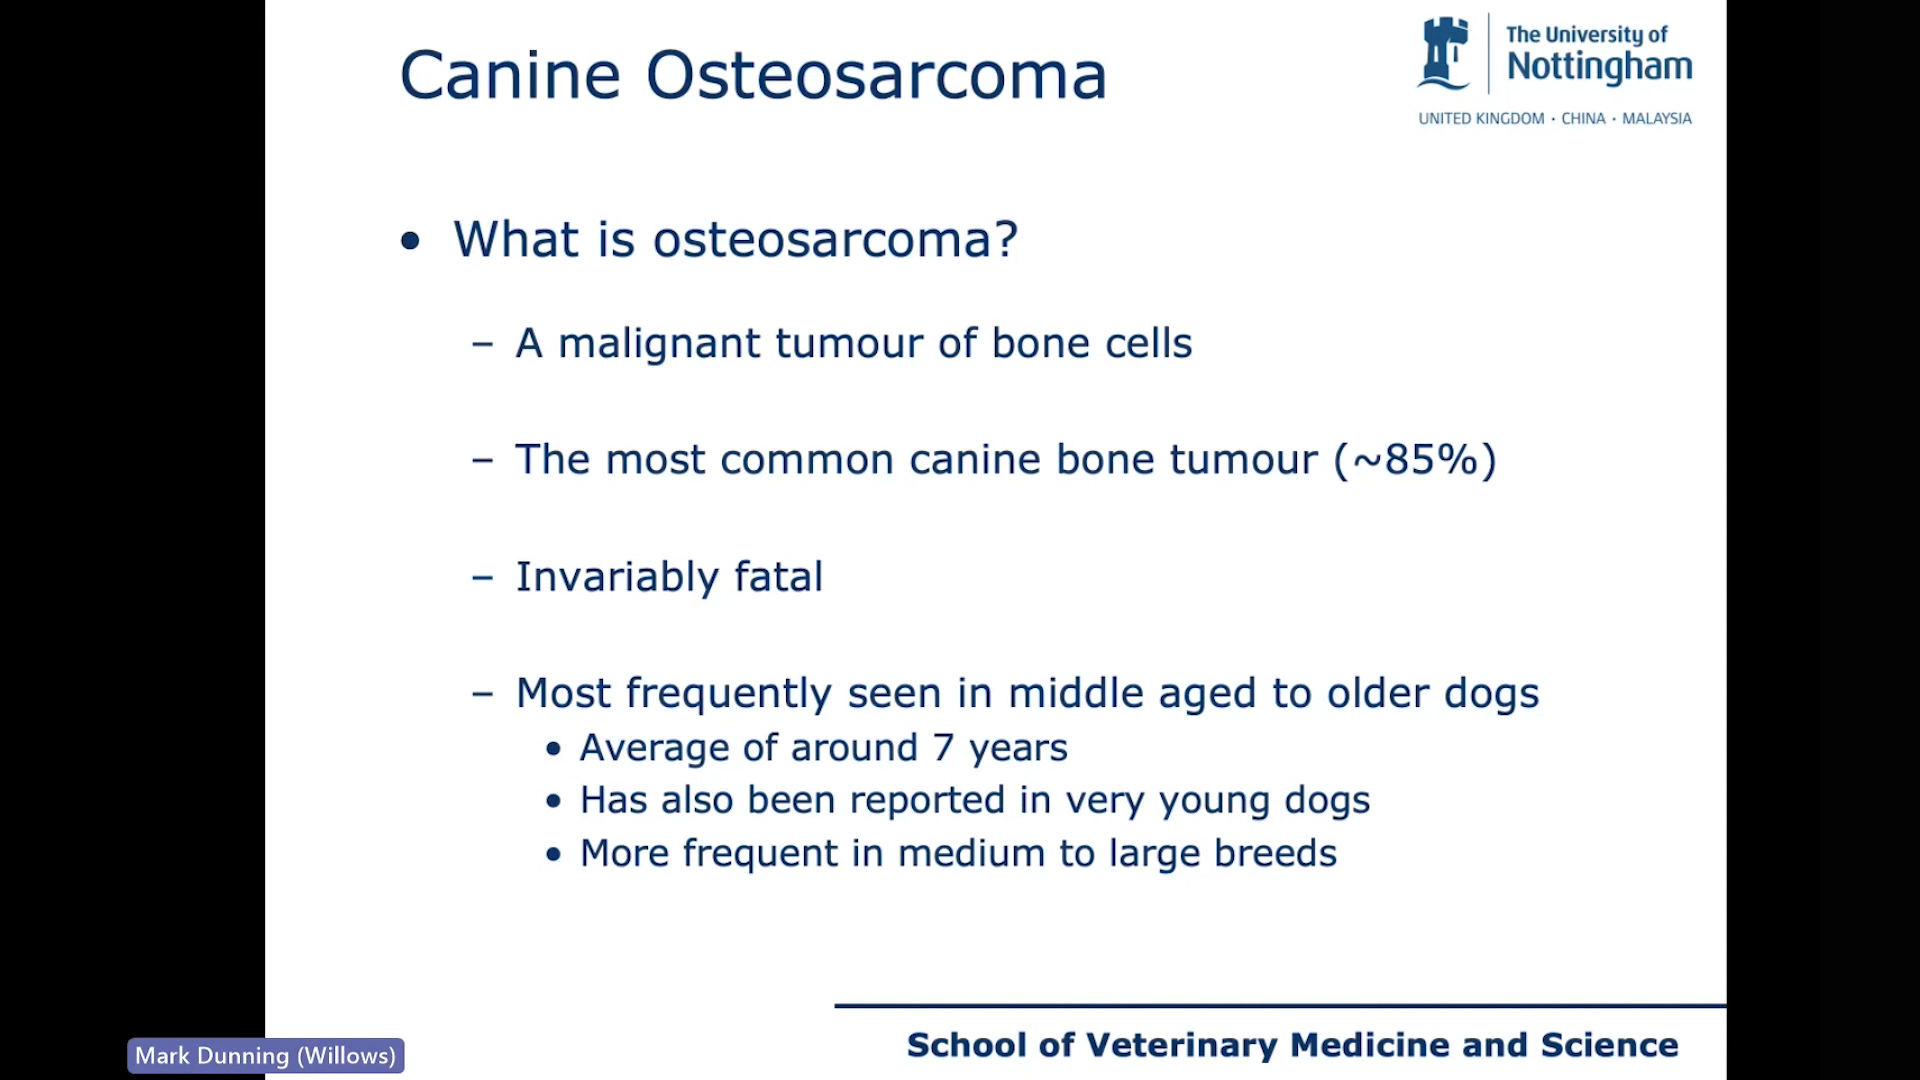 Canine Osteosarcoma
The University of
Nottingham
UNITED KINGDOM · CHINA · MALAYSIA
• What is osteosarcoma?
– A malignant tumour of bone cells
– The most common canine bone tumour (~85%)
– Invariably fatal
– Most frequently seen in middle aged to older dogs
• Average of around 7 years
• Has also been reported in very young dogs
• More frequent in medium to large breeds
School of Veterinary Medicine and Science
Mark Dunning (Willows)